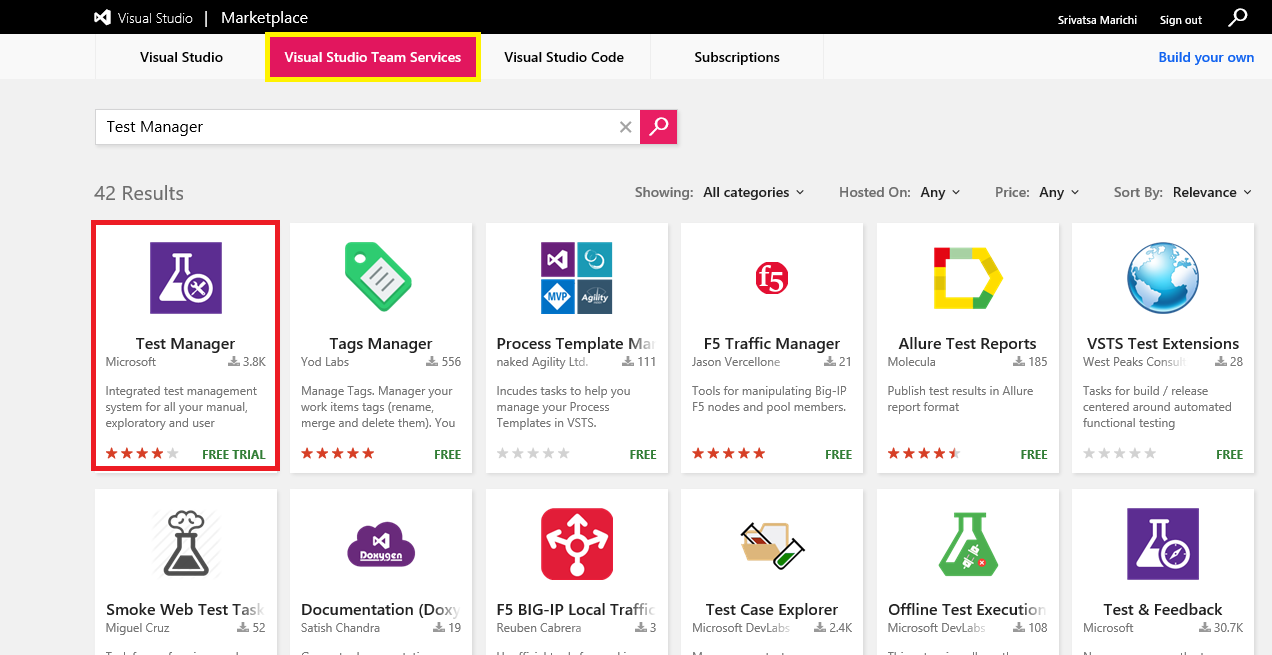 Visual Studio | Marketplace
Srivatsa Marichi Sign out
Visual Studio
Visual Studio Team Services
Visual Studio Code
Subscriptions
Build your own
Test Manager
42 Results
Showing: All categories
Hosted On: Any
Price: Any
Sort By: Relevance
Test Manager
Microsoft 3.8K
Integrated test management
system for all your manual,
exploratory and user
FREE TRIAL
Tags Manager
Yod Labs 556
Manage Tags. Manager your
work items tags (rename,
merge and delete them). You
FREE
MVP
Agility
Process Template Mar
naked Agility Ltd. 111
Incudes tasks to help you
manage your Process
Templates in VSTS.
FREE
f5
F5 Traffic Manager
Jason Vercellone 21
Tools for manipulating Big-IP
F5 nodes and pool members.
FREE
Allure Test Reports
Molecula 185
Publish test results in Allure
report format
FREE
VSTS Test Extensions
West Peaks Consult 28
Tasks for build / release
centered around automated
functional testing
FREE
Smoke Web Test Task
Miguel Cruz 52
Doxygen
Documentation (Doxy
Satish Chandra 19
F5 BIG-IP Local Traffic
Reuben Cabrera 3
Test Case Explorer
Microsoft DevLabs 2.4K
Offline Test Execution
Microsoft DevLabs 108
Test & Feedback
Microsoft 30.7K